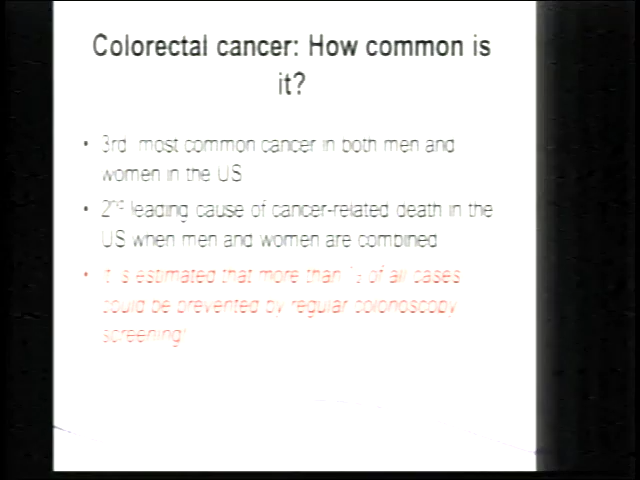 Colorectal cancer: How common is
it?
• 3rd most common cancer in both men and
women in the US
• 2nd leading cause of cancer-related death in the
US when men and women are combined
• It is estimated that more than ½ of all cases
could be prevented by regular colonoscopy
screening!